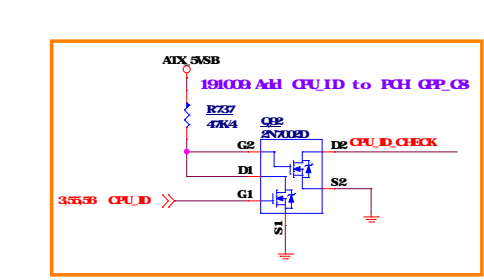 ATX_5VSB
191009: Add CPU_ID to PCH GPP_C8
R737
47K/4
Q92
2N7002D
G2
D2
CPU_ID_CHECK
D1
S2
3,55,56 CPU_ID
G1
S1